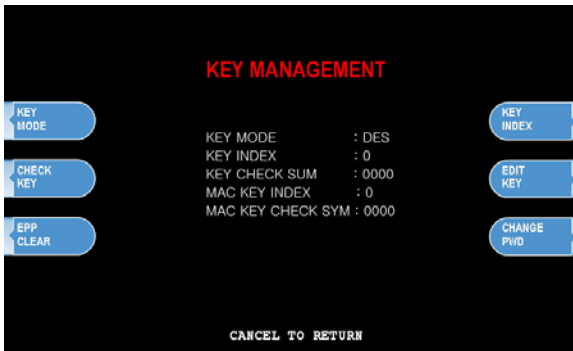 KEY MANAGEMENT
KEY
MODE
KEY
INDEX
KEY MODE : DES
KEY INDEX : 0
KEY CHECK SUM : 0000
MAC KEY INDEX : 0
MAC KEY CHECK SYM : 0000
CHECK
KEY
EDIT
KEY
EPP
CLEAR
CHANGE
PWD
CANCEL TO RETURN